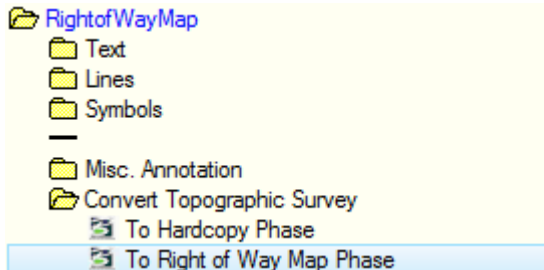 RightofWayMap
Text
Lines
Symbols
Misc. Annotation
Convert Topographic Survey
To Hardcopy Phase
To Right of Way Map Phase